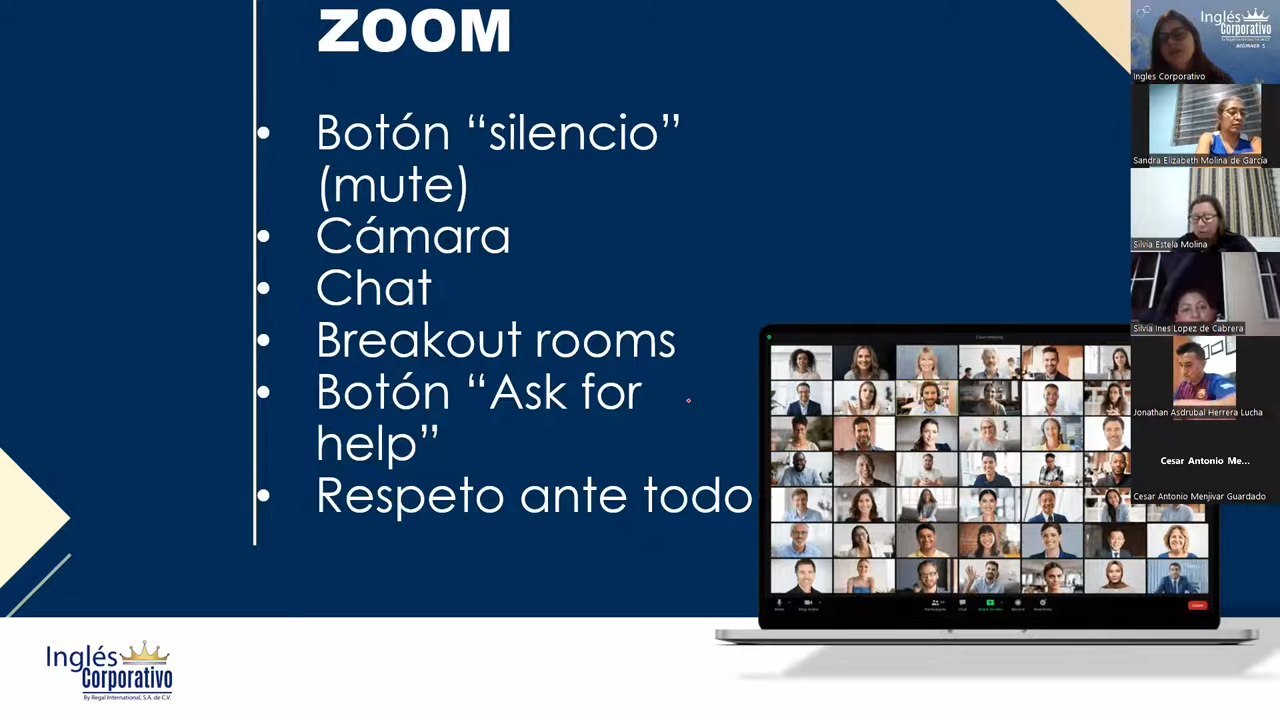 ZOOM
• Botón “silencio”
(mute)
• Cámara
• Chat
• Breakout rooms
• Botón “Ask for
help”
• Respeto ante todo
Inglés
Corporativo
By Regal International, S.A. de C.V.
Inglés
Corporativo
BEGINNER 5
Ingles Corporativo
Sandra Elizabeth Molina de García
Silvia Estela Molina
Silvia Ines Lopez de Cabrera
Jonathan Asdrubal Herrera Lucha
Cesar Antonio Me...
Cesar Antonio Menjivar Guardado